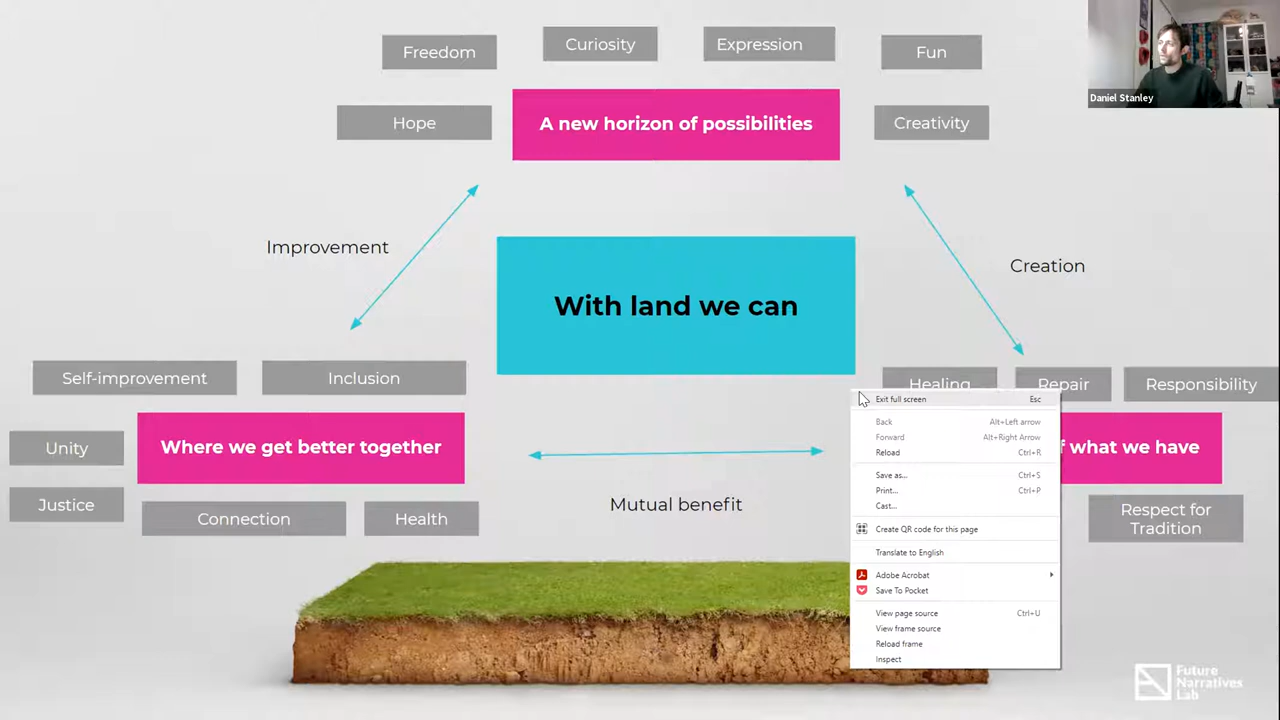 Freedom
Curiosity
Expression
Fun
Daniel Stanley
Hope
A new horizon of possibilities
Creativity
Improvement
Creation
With land we can
Self-improvement
Inclusion
Healing
Repair
Responsibility
Unity
Where we get better together
what we have
Justice
Connection
Health
Mutual benefit
Respect for
Tradition
Exit full screen Esc
Back Alt+Left arrow
Forward Alt+Right Arrow
Reload Ctrl+R
Save as... Ctrl+S
Print... Ctrl+P
Cast...
Create QR code for this page
Translate to English
Adobe Acrobat
Save To Pocket
View page source Ctrl+U
View frame source
Reload frame
Inspect
Future
Narratives
Lab